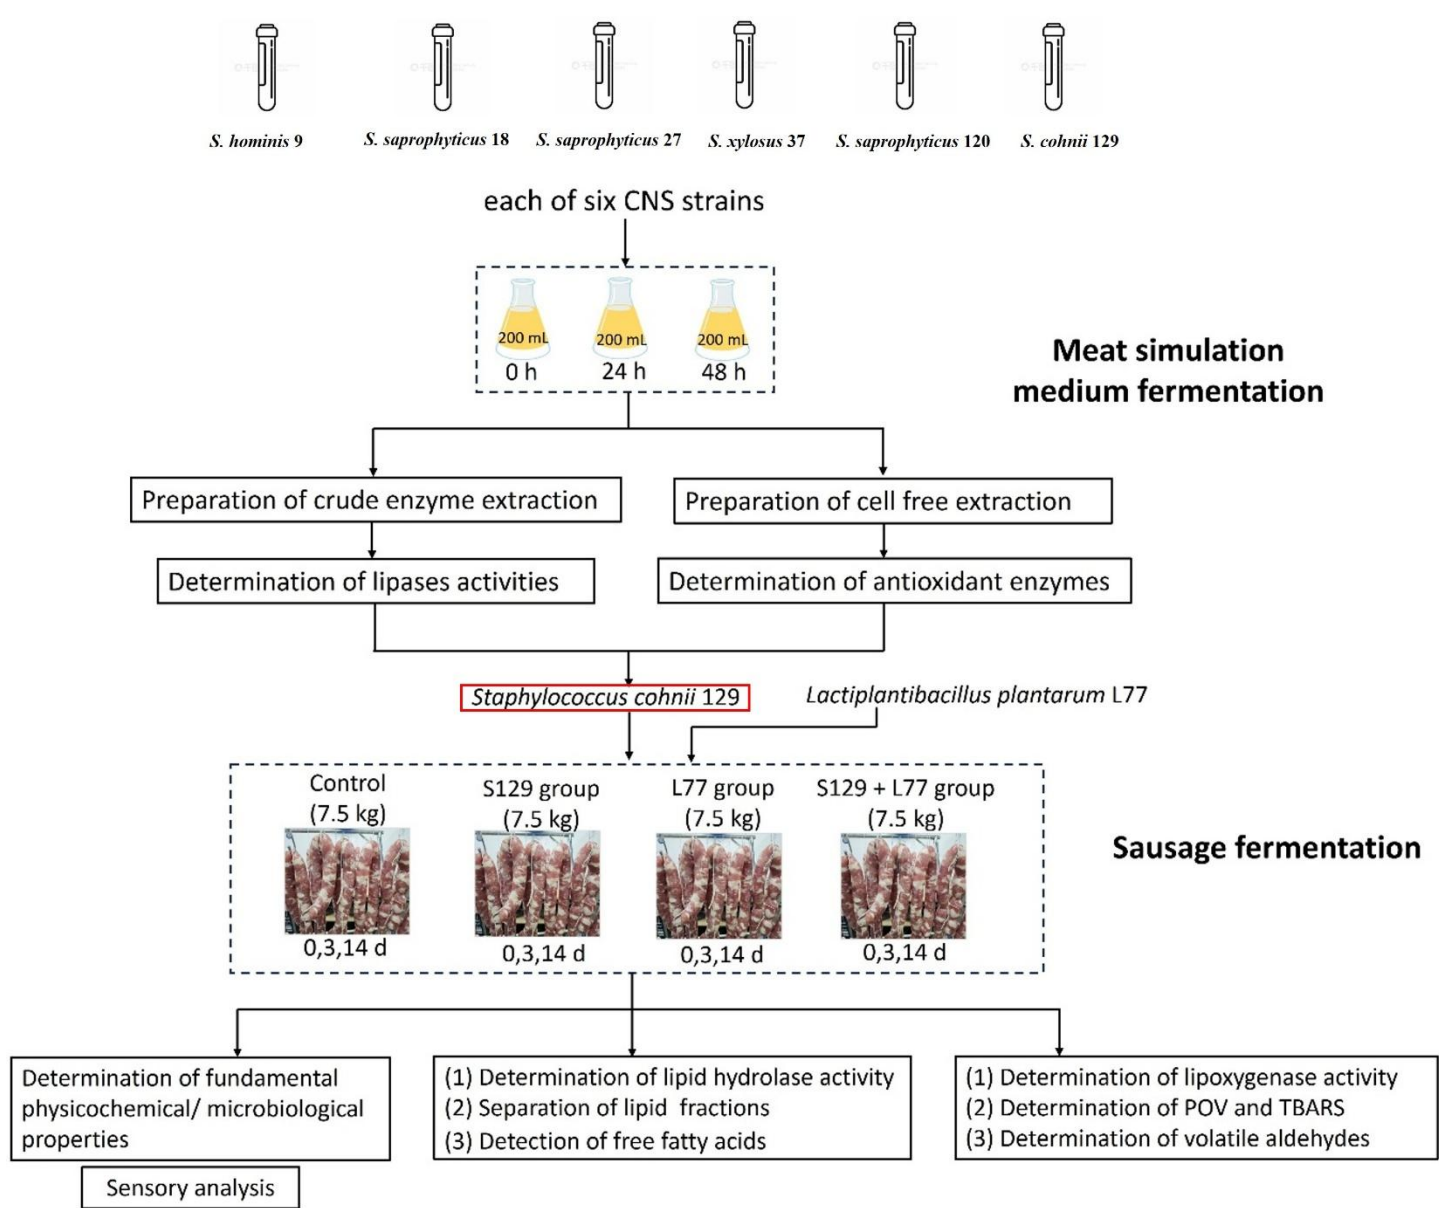 S. hominis 9
S. saprophyticus 18
S. saprophyticus 27
S. xylosus 37
S. saprophyticus 120
S. cohnii 129
each of six CNS strains
200 mL
200 mL
200 mL
0 h
24 h
48 h
Meat simulation
medium fermentation
Preparation of crude enzyme extraction
Preparation of cell free extraction
Determination of lipases activities
Determination of antioxidant enzymes
Staphylococcus cohnii 129
Lactiplantibacillus plantarum L77
Control
(7.5 kg)
0,3,14 d
S129 group
(7.5 kg)
0,3,14 d
L77 group
(7.5 kg)
0,3,14 d
S129 + L77 group
(7.5 kg)
0,3,14 d
Sausage fermentation
Determination of fundamental
physicochemical/ microbiological
properties
Sensory analysis
(1) Determination of lipid hydrolase activity
(2) Separation of lipid fractions
(3) Detection of free fatty acids
(1) Determination of lipoxygenase activity
(2) Determination of POV and TBARS
(3) Determination of volatile aldehydes